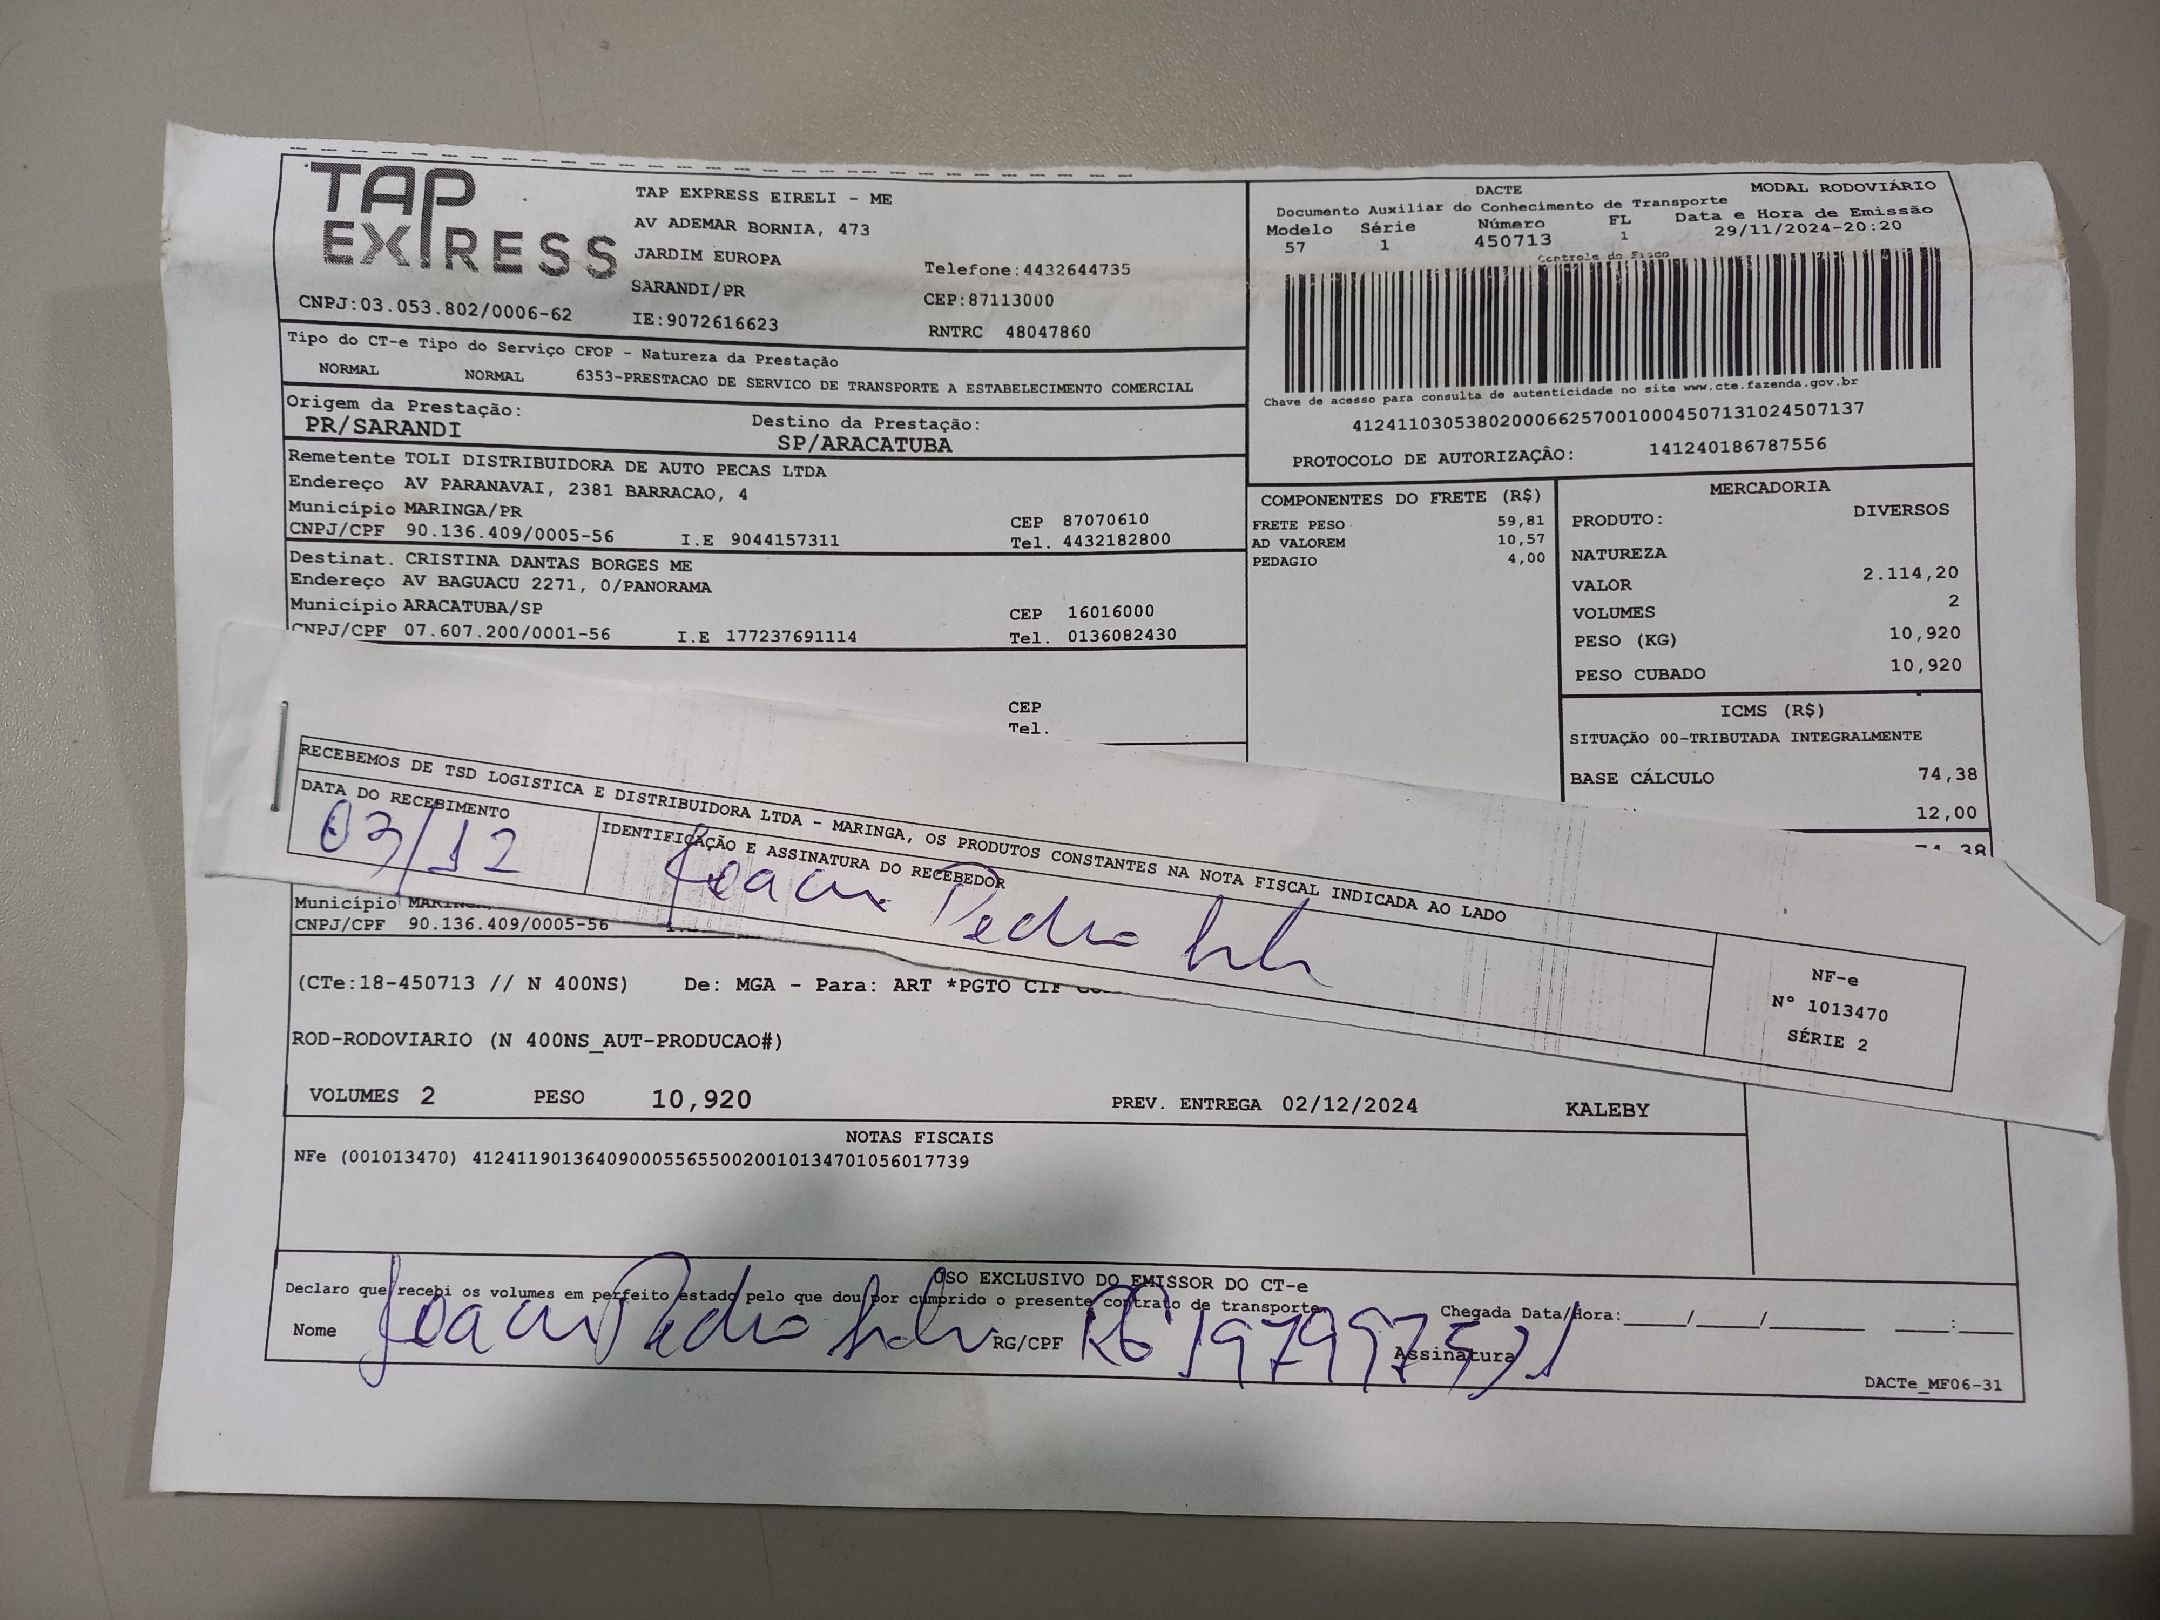 TAP EXPRESS
TAP EXPRESS EIRELI - ME
AV ADEMAR BORNIA, 473
JARDIM EUROPA
Telefone:4432644735
SARANDI/PR
CEP:87113000
CNPJ:03.053.802/0006-62
IE:9072616623
RNTRC 48047860
DACTE
MODAL RODOVIÁRIO
Documento Auxiliar do Conhecimento de Transporte
Modelo Série Número FL Data e Hora de Emissão
57 1 450713 1 29/11/2024-20:20
Controle do Fisco
Chave de acesso para consulta de autenticidade no site www.cte.fazenda.gov.br
41241103053802000662570010004507131024507137
PROTOCOLO DE AUTORIZAÇÃO: 141240186787556
Tipo do CT-e Tipo do Serviço CFOP - Natureza da Prestação
NORMAL NORMAL 6353-PRESTACAO DE SERVICO DE TRANSPORTE A ESTABELECIMENTO COMERCIAL
Origem da Prestação: Destino da Prestação:
PR/SARANDI SP/ARACATUBA
Remetente TOLI DISTRIBUIDORA DE AUTO PECAS LTDA
Endereço AV PARANAVAI, 2381 BARRACAO, 4
Município MARINGA/PR CEP 87070610
CNPJ/CPF 90.136.409/0005-56 I.E 9044157311 Tel. 4432182800
Destinat. CRISTINA DANTAS BORGES ME
Endereço AV BAGUACU 2271, 0/PANORAMA
Município ARACATUBA/SP CEP 16016000
CNPJ/CPF 07.607.200/0001-56 I.E 177237691114 Tel. 0136082430
CEP
Tel.
COMPONENTES DO FRETE (R$)
FRETE PESO 59,81
AD VALOREM 10,57
PEDAGIO 4,00
MERCADORIA
PRODUTO: DIVERSOS
NATUREZA
VALOR 2.114,20
VOLUMES 2
PESO (KG) 10,920
PESO CUBADO 10,920
ICMS (R$)
SITUAÇÃO 00-TRIBUTADA INTEGRALMENTE
BASE CÁLCULO 74,38
12,00
74,38
RECEBEMOS DE TSD LOGISTICA E DISTRIBUIDORA LTDA - MARINGA, OS PRODUTOS CONSTANTES NA NOTA FISCAL INDICADA AO LADO
DATA DO RECEBIMENTO
03/12
IDENTIFICAÇÃO E ASSINATURA DO RECEBEDOR
Pedro
NF-e
N° 1013470
SÉRIE 2
Município
CNPJ/CPF 90.136.409/0005-56
(CTe:18-450713 // N 400NS) De: MGA - Para: ART *PGTO CIF
ROD-RODOVIARIO (N 400NS_AUT-PRODUCAO#)
VOLUMES 2 PESO 10,920 PREV. ENTREGA 02/12/2024 KALEBY
NOTAS FISCAIS
NFe (001013470) 41241190136409000556550020010134701056017739
USO EXCLUSIVO DO EMISSOR DO CT-e
Declaro que recebi os volumes em perfeito estado pelo que dou por cumprido o presente contrato de transporte
Chegada Data/Hora:_____/_____/________ ____:____
Nome Pedro RG/CPF RG Assinatura
DACTe_MF06-31